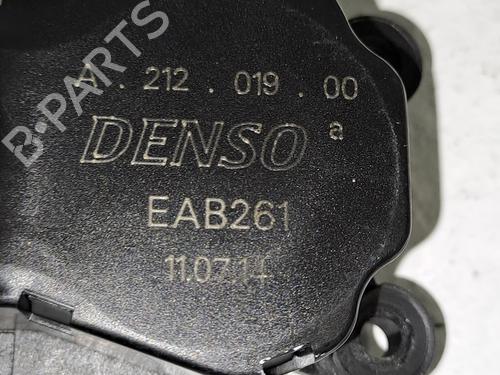 A . 212 . 019 . 00
DENSO a
EAB261
11.07.14
B-PARTS